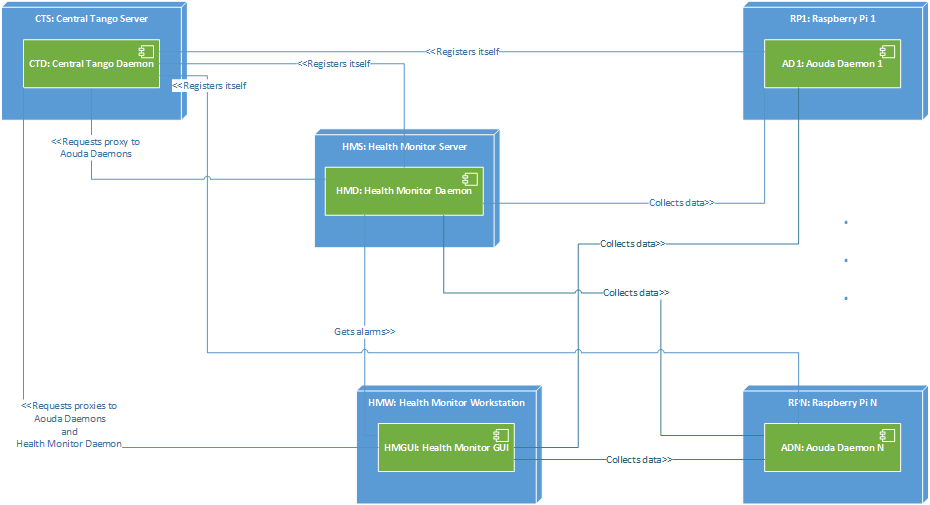 CTS: Central Tango Server
RP1: Raspberry Pi 1
CTD: Central Tango Daemon
<<Registers itself
AD1: Aouda Daemon 1
<<Registers itself
<<Registers itself
<<Requests proxy to
Aouda Daemons
HMS: Health Monitor Server
HMD: Health Monitor Daemon
Collects data>>
Collects data>>
Collects data>>
Gets alarms>>
<<Requests proxies to
Aouda Daemons
and
Health Monitor Daemon
HMW: Health Monitor Workstation
RPN: Raspberry Pi N
HMGUI: Health Monitor GUI
ADN: Aouda Daemon N
Collects data>>